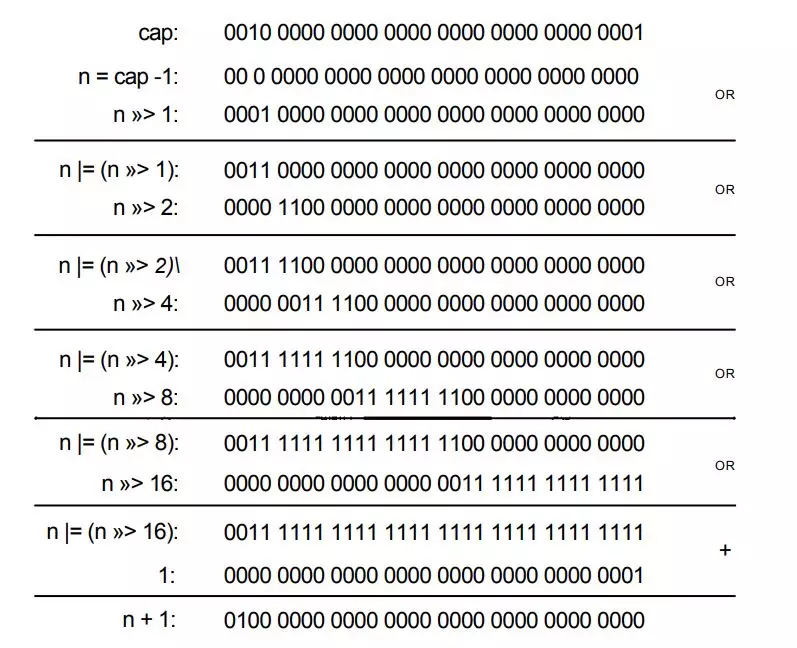 cap: 0010 0000 0000 0000 0000 0000 0000 0001
n = cap -1: 00 0 0000 0000 0000 0000 0000 0000 0000
OR
n »> 1: 0001 0000 0000 0000 0000 0000 0000 0000
n |= (n »> 1): 0011 0000 0000 0000 0000 0000 0000 0000
OR
n »> 2: 0000 1100 0000 0000 0000 0000 0000 0000
n |= (n »> 2)\ 0011 1100 0000 0000 0000 0000 0000 0000
OR
n »> 4: 0000 0011 1100 0000 0000 0000 0000 0000
n |= (n »> 4): 0011 1111 1100 0000 0000 0000 0000 0000
OR
n »> 8: 0000 0000 0011 1111 1100 0000 0000 0000
n |= (n »> 8): 0011 1111 1111 1111 1100 0000 0000 0000
OR
n »> 16: 0000 0000 0000 0000 0011 1111 1111 1111
n |= (n »> 16): 0011 1111 1111 1111 1111 1111 1111 1111
+
1: 0000 0000 0000 0000 0000 0000 0000 0001
n + 1: 0100 0000 0000 0000 0000 0000 0000 0000